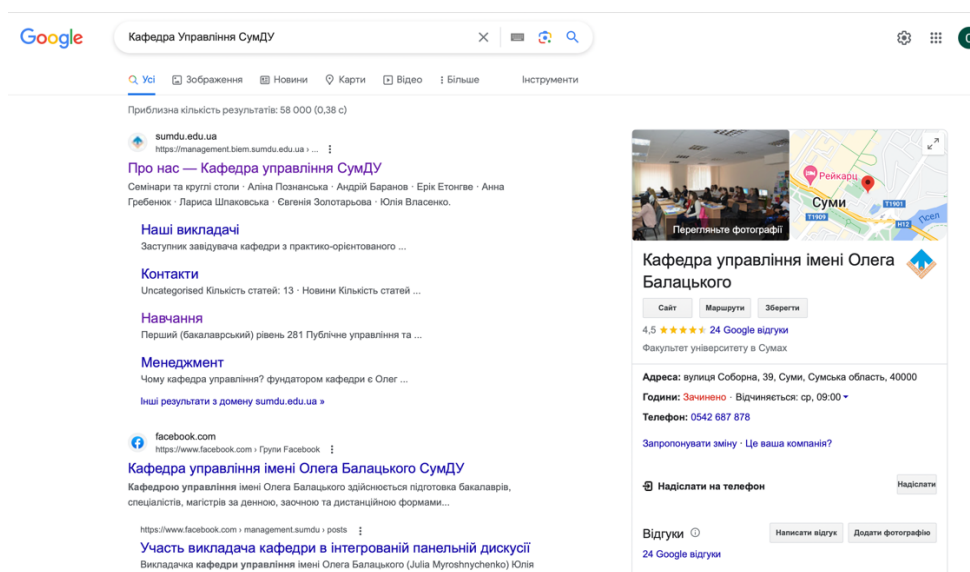 Google
Кафедра Управління СумДУ
Усі Зображення Новини Карти Відео Більше Інструменти
Приблизна кількість результатів: 58 000 (0,38 с)
sumdu.edu.ua
https://management.biem.sumdu.edu.ua › ...
Про нас — Кафедра управління СумДУ
Семінари та круглі столи · Аліна Познанська · Андрій Баранов · Ерік Етонгве · Анна
Гребенюк · Лариса Шпаковська · Євгенія Золотарьова · Юлія Власенко.
Наші викладачі
Заступник завідувача кафедри з практико-орієнтованого ...
Контакти
Uncategorised Кількість статей: 13 · Новини Кількість статей ...
Навчання
Перший (бакалаврський) рівень 281 Публічне управління та ...
Менеджмент
Чому кафедра управління? фундатором кафедри є Олег ...
Інші результати з домену sumdu.edu.ua »
facebook.com
https://www.facebook.com › Групи Facebook
Кафедра управління імені Олега Балацького СумДУ
Кафедрою управління імені Олега Балацького здійснюється підготовка бакалаврів,
спеціалістів, магістрів за денною, заочною та дистанційною формами...
https://www.facebook.com › management.sumdu › posts
Участь викладача кафедри в інтегрованій панельній дискусії
Викладачка кафедри управління імені Олега Балацького (Julia Myroshnychenko) Юлія
Перегляньте фотографії
Рейкарц
Суми
T1901
T1909
H12
Псел
Кафедра управління імені Олега
Балацького
Сайт Маршрути Зберегти
4,5 24 Google відгуки
Факультет університету в Сумах
Адреса: вулиця Соборна, 39, Суми, Сумська область, 40000
Години: Зачинено · Відчиняється: ср, 09:00
Телефон: 0542 687 878
Запропонувати зміну · Це ваша компанія?
Надіслати на телефон Надіслати
Відгуки Написати відгук Додати фотографію
24 Google відгуки